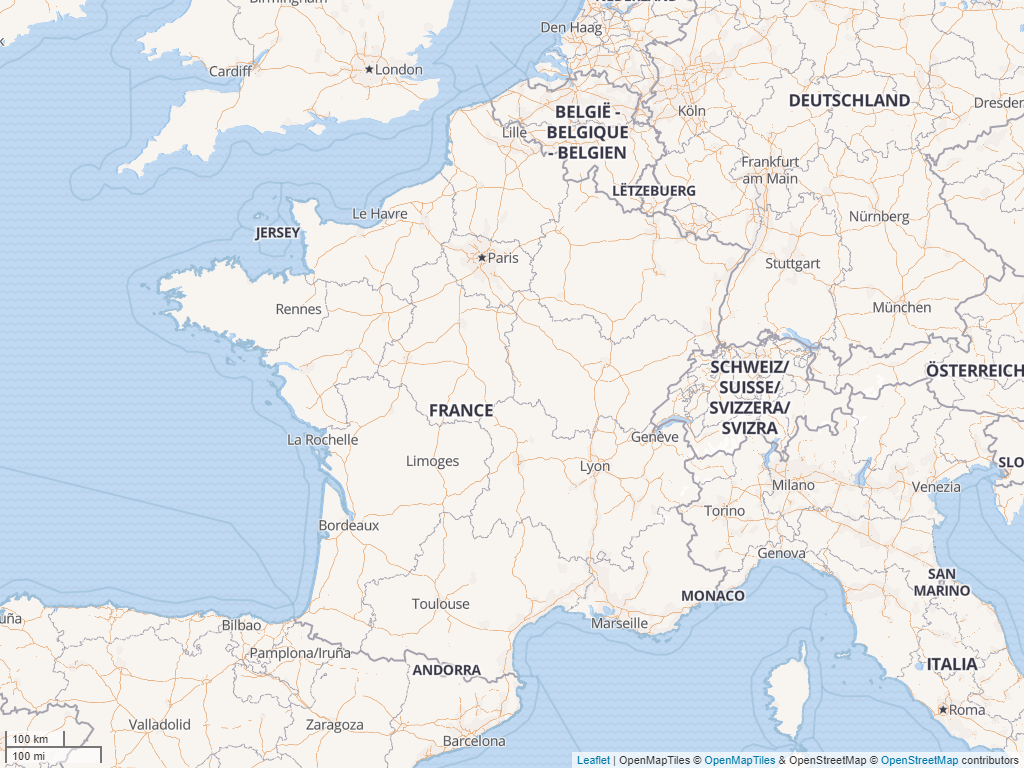 Birmingham
NEDERLAND
Den Haag
Cardiff
London
Köln
DEUTSCHLAND
Dresden
BELGIË -
BELGIQUE
- BELGIEN
Lille
Frankfurt
am Main
LËTZEBUERG
Le Havre
Nürnberg
JERSEY
Paris
Stuttgart
Rennes
München
SCHWEIZ/
SUISSE/
SVIZZERA/
SVIZRA
ÖSTERREICH
FRANCE
La Rochelle
Genève
Limoges
Lyon
SLO
Milano
Venezia
Torino
Bordeaux
Genova
SAN
MARINO
MONACO
Toulouse
uña
Bilbao
Marseille
Pamplona/Iruña
ANDORRA
ITALIA
Roma
Valladolid
Zaragoza
Barcelona
100 km
100 mi
Leaflet | OpenMapTiles © OpenMapTiles & OpenStreetMap © OpenStreetMap contributors